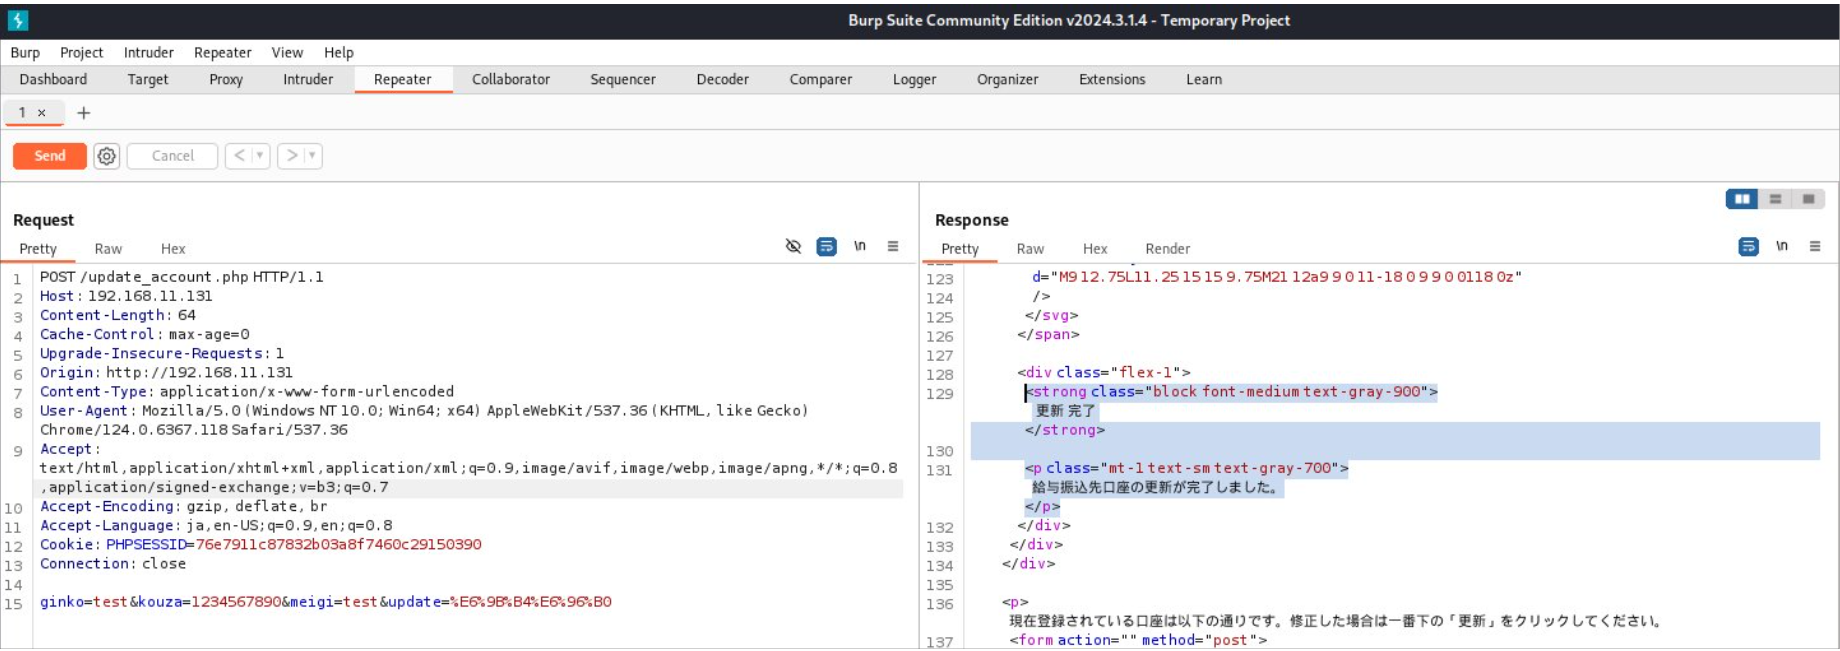 Burp Suite Community Edition v2024.3.1.4 - Temporary Project
Burp Project Intruder Repeater View Help
Dashboard Target Proxy Intruder Repeater Collaborator Sequencer Decoder Comparer Logger Organizer Extensions Learn
1 × +
Send Cancel < >
Request
Pretty Raw Hex
\n
1 POST /update_account.php HTTP/1.1
2 Host: 192.168.11.131
3 Content-Length: 64
4 Cache-Control: max-age=0
5 Upgrade-Insecure-Requests: 1
6 Origin: http://192.168.11.131
7 Content-Type: application/x-www-form-urlencoded
8 User-Agent: Mozilla/5.0 (Windows NT 10.0; Win64; x64) AppleWebKit/537.36 (KHTML, like Gecko)
Chrome/124.0.6367.118 Safari/537.36
9 Accept:
text/html,application/xhtml+xml,application/xml;q=0.9,image/avif,image/webp,image/apng,*/*;q=0.8
,application/signed-exchange;v=b3;q=0.7
10 Accept-Encoding: gzip, deflate, br
11 Accept-Language: ja,en-US;q=0.9,en;q=0.8
12 Cookie: PHPSESSID=76e7911c87832b03a8f7460c29150390
13 Connection: close
14
15 ginko=test&kouza=1234567890&meigi=test&update=%E6%9B%B4%E6%96%B0
Response
Pretty Raw Hex Render
\n
123 d="M9 12.75L11.25 15 15 9.75M21 12a9 9 0 11-18 0 9 9 0 0118 0z"
124 />
125 </svg>
126 </span>
127
128 <div class="flex-1">
129 <strong class="block font-medium text-gray-900">
更新 完了
</strong>
130
131 <p class="mt-1 text-sm text-gray-700">
給与振込先口座の更新が完了しました。
</p>
132 </div>
133 </div>
134 </div>
135
136 <p>
現在登録されている口座は以下の通りです。修正した場合は一番下の「更新」をクリックしてください。
137 <form action="" method="post">